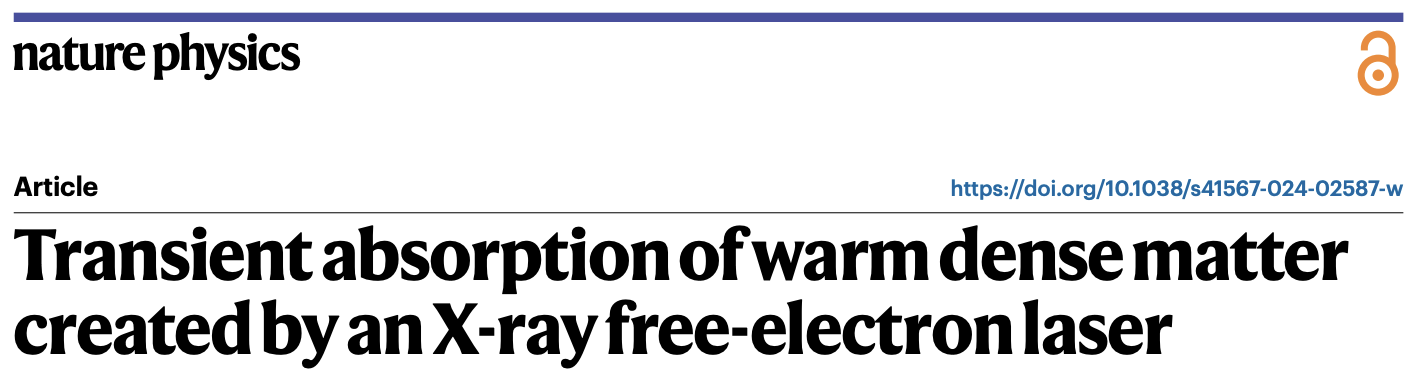 nature physics
Article
https://doi.org/10.1038/s41567-024-02587-w
Transient absorption of warm dense matter
created by an X-ray free-electron laser